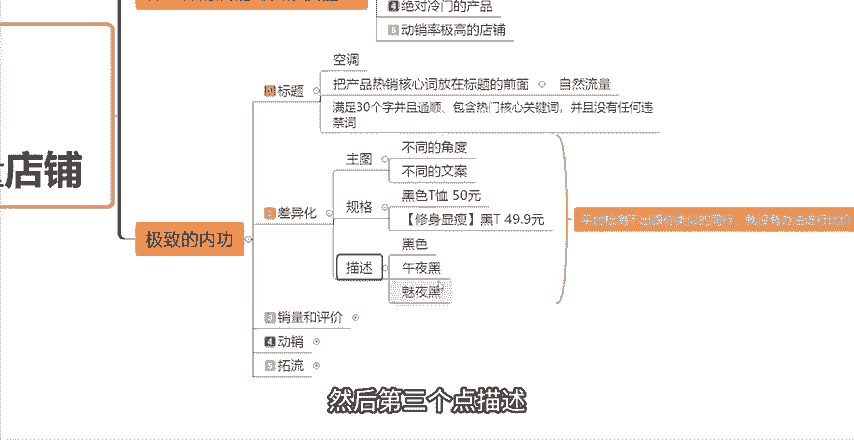 ④绝对冷门的产品
⑤动销率极高的店铺
店铺
极致的内功
①标题
空调
把产品热销核心词放在标题的前面
自然流量
满足30个字并且通顺、包含热门核心关键词，并且没有任何违
禁词
②差异化
主图
不同的角度
不同的文案
规格
黑色T恤 50元
【修身显瘦】黑T 49.9元
描述
黑色
午夜黑
魅夜黑
③销量和评价
④动销
⑤拓流
然后第三个点描述